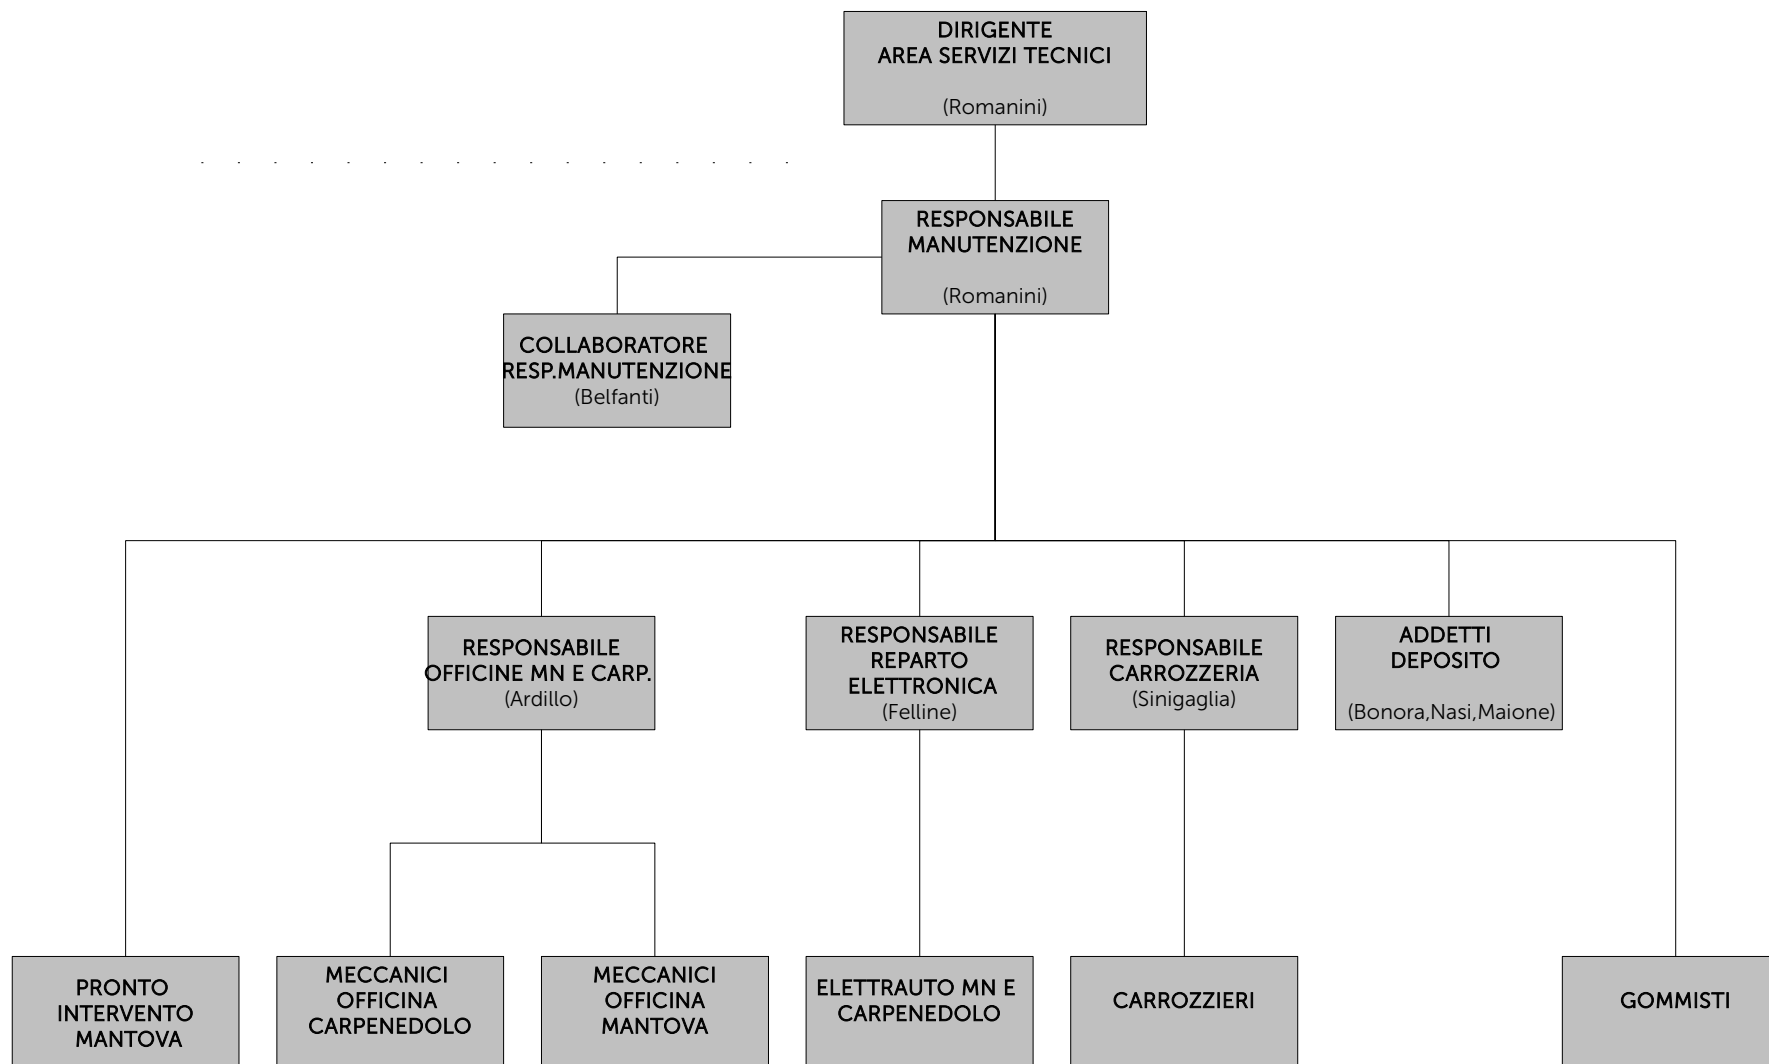 DIRIGENTE
AREA SERVIZI TECNICI
(Romanini)
RESPONSABILE
MANUTENZIONE
(Romanini)
COLLABORATORE
RESP.MANUTENZIONE
(Belfanti)
RESPONSABILE
OFFICINE MN E CARP.
(Ardillo)
RESPONSABILE
REPARTO
ELETTRONICA
(Felline)
RESPONSABILE
CARROZZERIA
(Sinigaglia)
ADDETTI
DEPOSITO
(Bonora,Nasi,Maione)
PRONTO
INTERVENTO
MANTOVA
MECCANICI
OFFICINA
CARPENEDOLO
MECCANICI
OFFICINA
MANTOVA
ELETTRAUTO MN E
CARPENEDOLO
CARROZZIERI
GOMMISTI